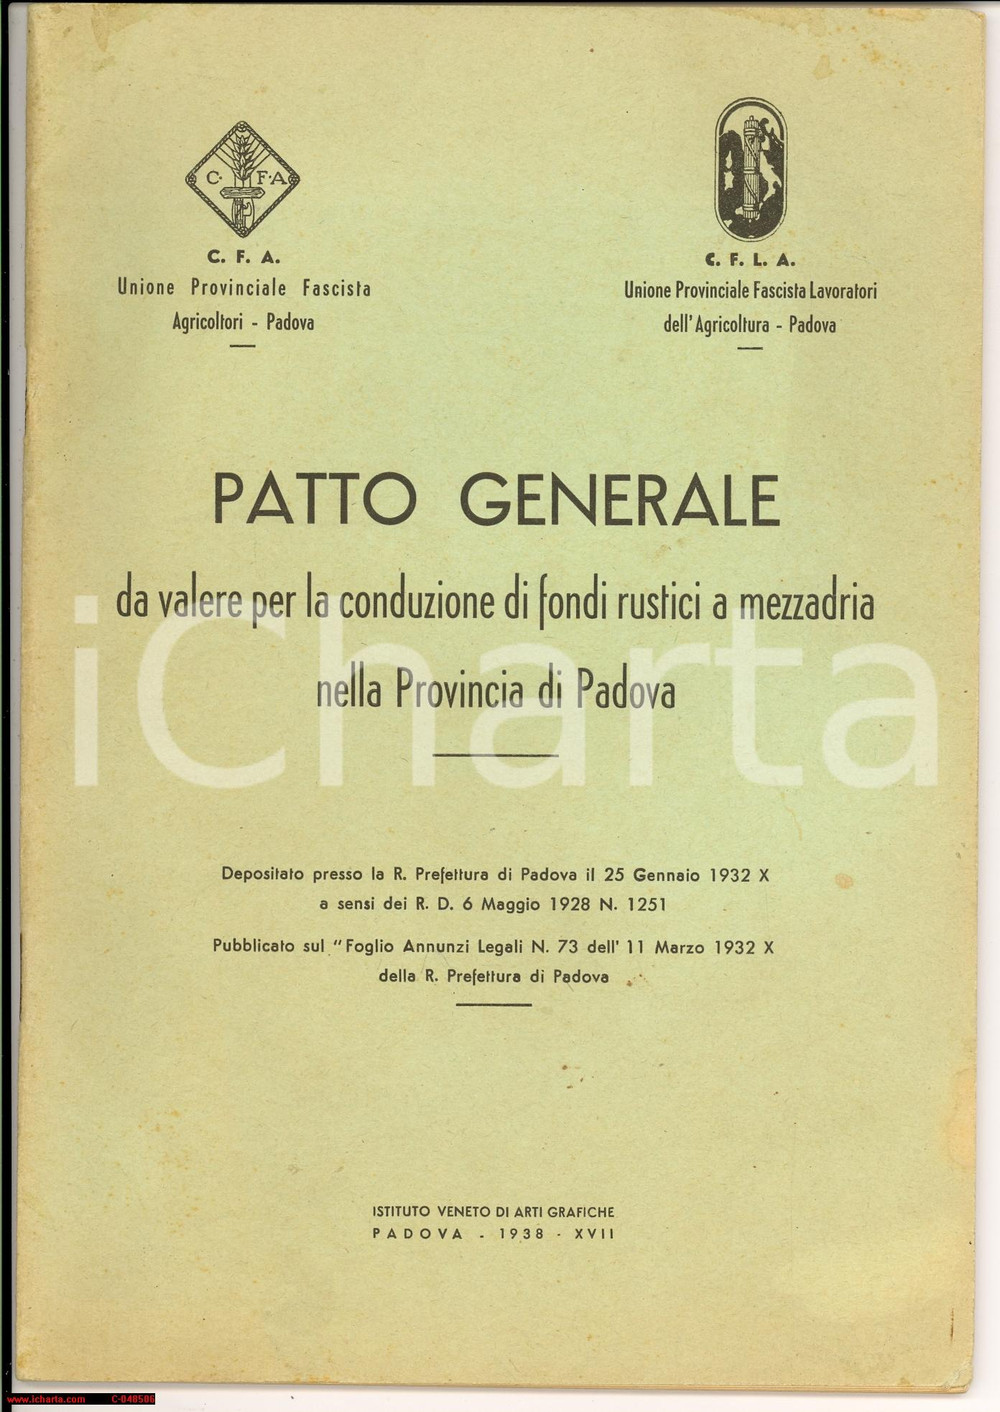 C. F. A.
C. F. A.
Unione Provinciale Fascista
Agricoltori - Padova
C. F. L. A.
Unione Provinciale Fascista Lavoratori
dell' Agricoltura - Padova
PATTO GENERALE
da valere per la conduzione di fondi rustici a mezzadria
nella Provincia di Padova
iCharta
Depositato presso la R. Prefettura di Padova il 25 Gennaio 1932 X
a sensi dei R. D. 6 Maggio 1928 N. 1251
Pubblicato sul "Foglio Annunzi Legali N. 73 dell' 11 Marzo 1932 X
della R. Prefettura di Padova
ISTITUTO VENETO DI ARTI GRAFICHE
PADOVA - 1938 - XVII
www.icharta.com C-048506